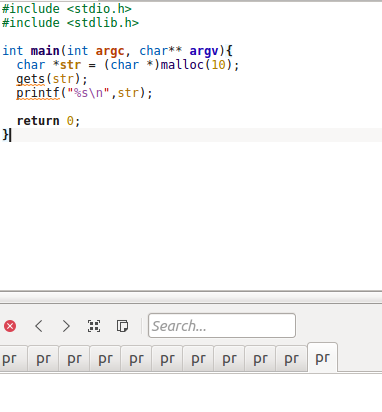 #include <stdio.h>
#include <stdlib.h>

int main(int argc, char** argv){
  char *str = (char *)malloc(10);
  gets(str);
  printf("%s\n",str);

  return 0;
}
Search...
pr pr pr pr pr pr pr pr pr pr pr